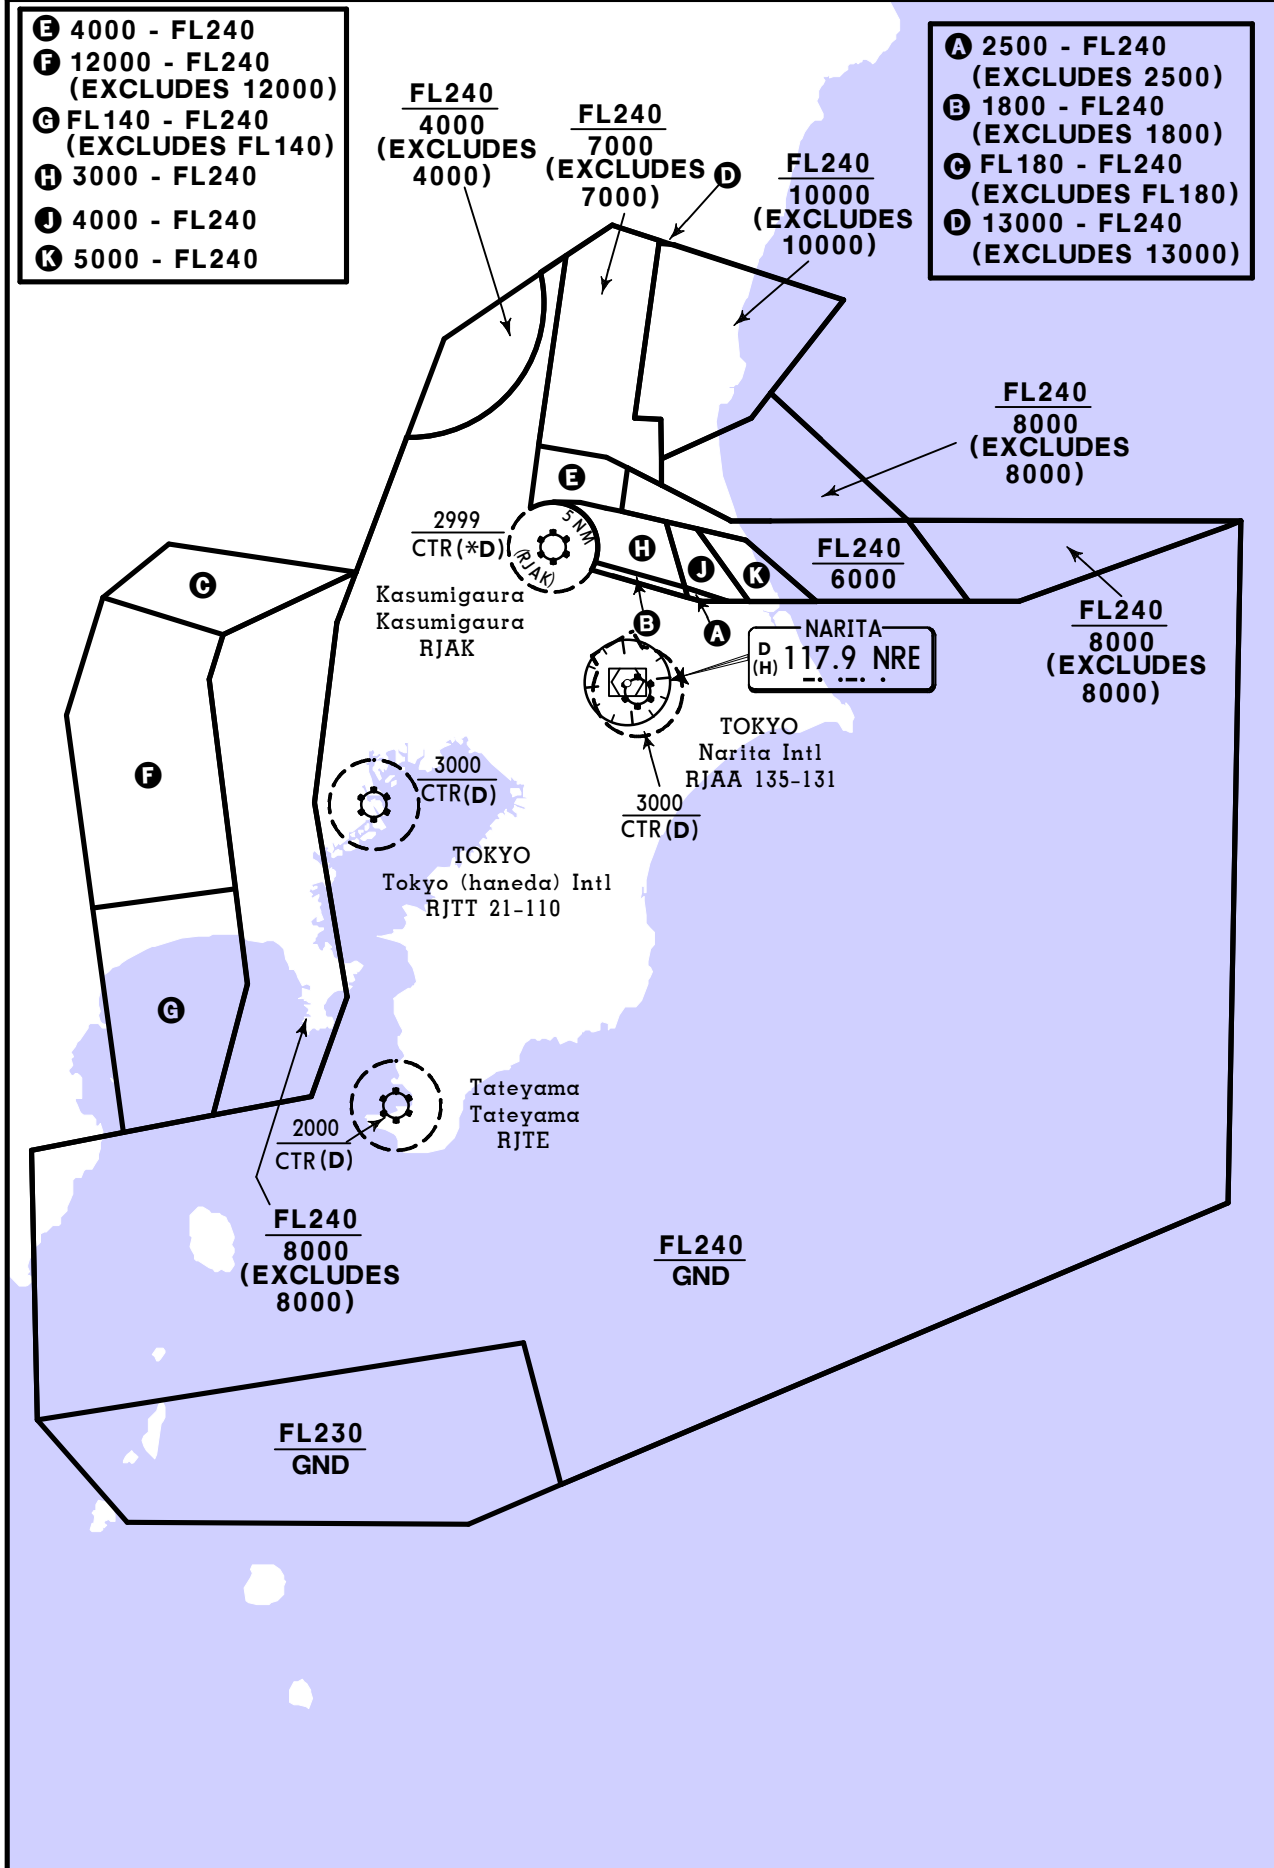 E 4000 - FL240
F 12000 - FL240
(EXCLUDES 12000)
G FL140 - FL240
(EXCLUDES FL140)
H 3000 - FL240
J 4000 - FL240
K 5000 - FL240
A 2500 - FL240
(EXCLUDES 2500)
B 1800 - FL240
(EXCLUDES 1800)
C FL180 - FL240
(EXCLUDES FL180)
D 13000 - FL240
(EXCLUDES 13000)
FL240
4000
(EXCLUDES
4000)
FL240
7000
(EXCLUDES
7000)
D
FL240
10000
(EXCLUDES
10000)
FL240
8000
(EXCLUDES
8000)
E
2999
CTR(*D)
5 NM
(RJAK)
H
J
K
FL240
6000
C
Kasumigaura
Kasumigaura
RJAK
B
A
FL240
8000
(EXCLUDES
8000)
NARITA
D
(H) 117.9 NRE
TOKYO
Narita Intl
RJAA 135-131
F
3000
CTR(D)
3000
CTR(D)
TOKYO
Tokyo (haneda) Intl
RJTT 21-110
G
Tateyama
Tateyama
RJTE
2000
CTR(D)
FL240
8000
(EXCLUDES
8000)
FL240
GND
FL230
GND